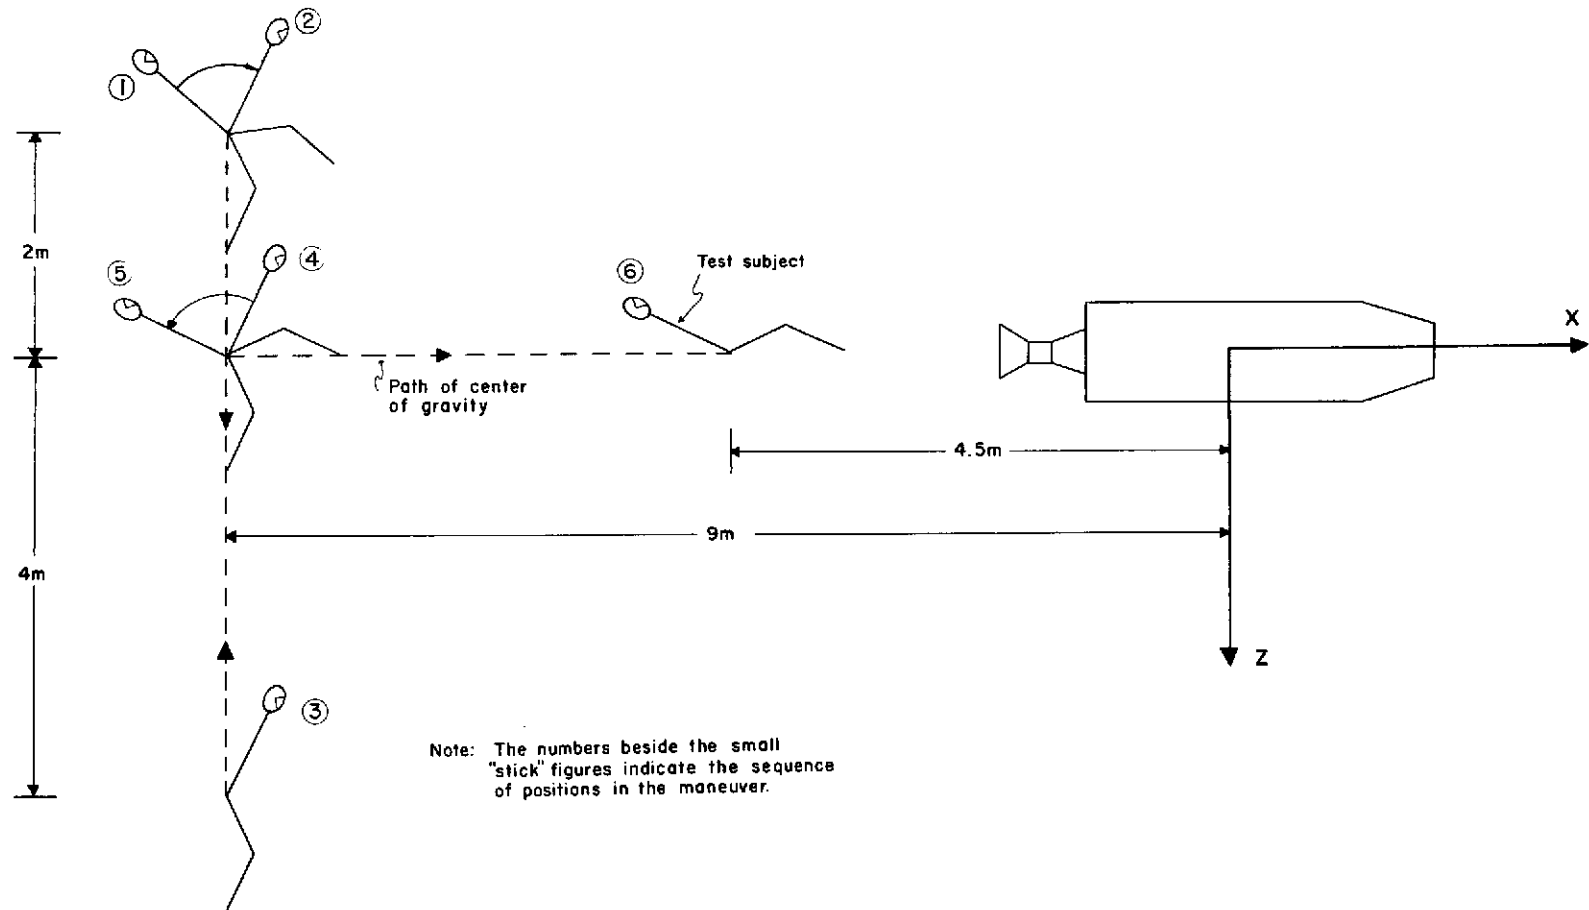 ②
①
2m
⑤
④
⑥
Test subject
X
Path of center
of gravity
4.5m
9m
4m
Z
③
Note: The numbers beside the small
"stick" figures indicate the sequence
of positions in the maneuver.